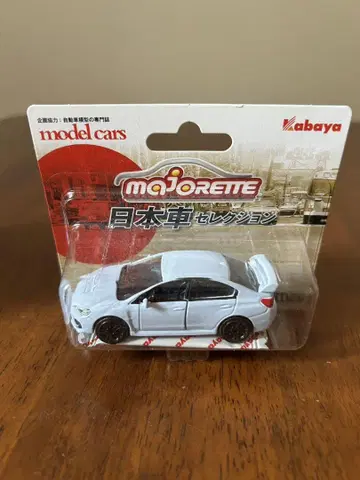 企画協力:自動車模型の専門誌
model cars
Kabaya
majorette
日本車セレクション